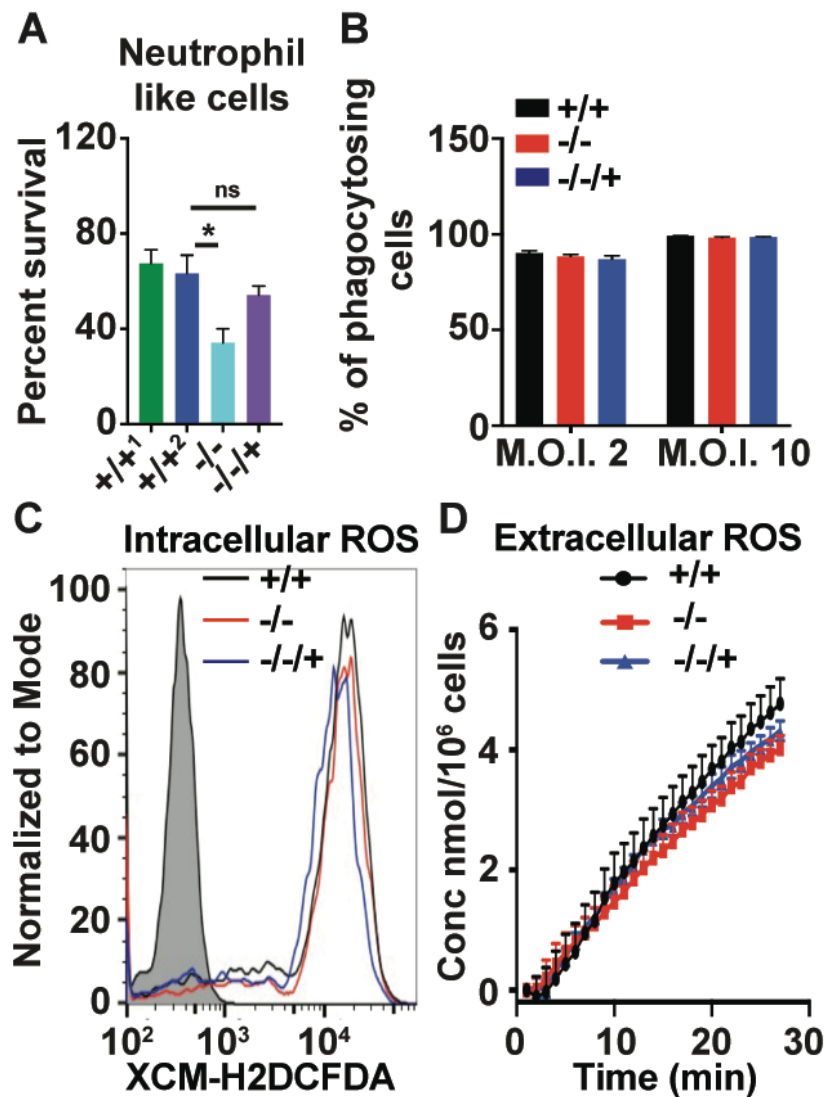 A
Neutrophil
like cells
Percent survival
120
80
40
0
ns
*
+/+¹
+/+²
-/-
-/-/+
B
+/+
-/-
-/-/+
% of phagocytosing
cells
150
100
50
0
M.O.I. 2
M.O.I. 10
C
Intracellular ROS
+/+
-/-
-/-/+
Normalized to Mode
100
80
60
40
20
0
10²
10³
10⁴
XCM-H2DCFDA
D
Extracellular ROS
+/+
-/-
-/-/+
Conc nmol/10⁶ cells
6
4
2
0
0
10
20
30
Time (min)